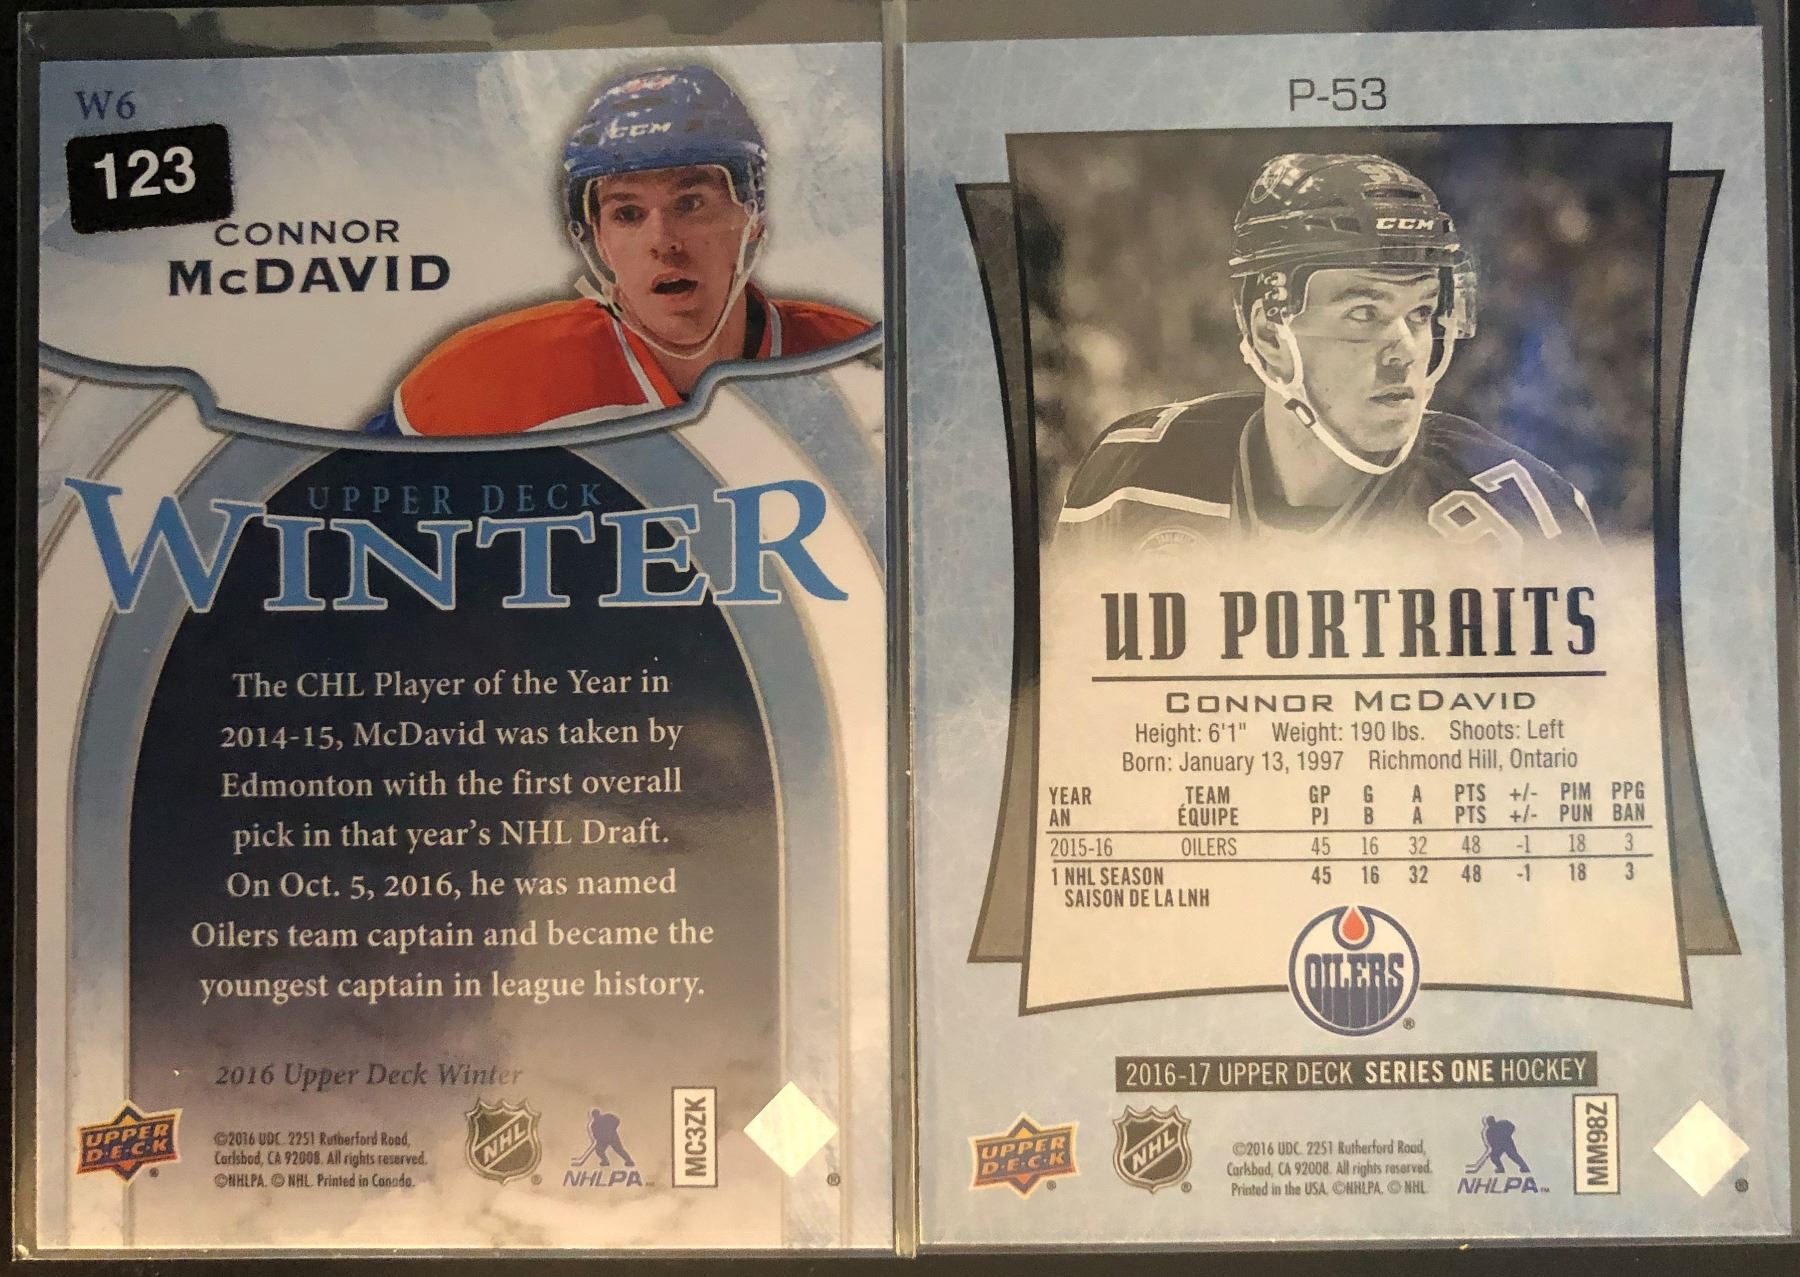 W6
123
CCM
CONNOR
McDAVID
UPPER DECK
WINTER
The CHL Player of the Year in
2014-15, McDavid was taken by
Edmonton with the first overall
pick in that year's NHL Draft.
On Oct. 5, 2016, he was named
Oilers team captain and became the
youngest captain in league history.
2016 Upper Deck Winter
UPPER
D·E·C·K
©2016 UDC. 2251 Rutherford Road,
Carlsbad, CA 92008. All rights reserved.
©NHLPA. © NHL. Printed in Canada.
NHL
NHLPA
MC3ZK
P-53
CCM
97
UD PORTRAITS
CONNOR McDAVID
Height: 6'1" Weight: 190 lbs. Shoots: Left
Born: January 13, 1997 Richmond Hill, Ontario
YEAR TEAM GP G A PTS +/- PIM PPG
AN ÉQUIPE PJ B A PTS +/- PUN BAN
2015-16 OILERS 45 16 32 48 -1 18 3
1 NHL SEASON 45 16 32 48 -1 18 3
SAISON DE LA LNH
OILERS
2016-17 UPPER DECK SERIES ONE HOCKEY
UPPER
D·E·C·K
NHL
©2016 UDC. 2251 Rutherford Road,
Carlsbad, CA 92008. All rights reserved.
Printed in the USA. ©NHLPA. © NHL.
NHLPA
MM98Z